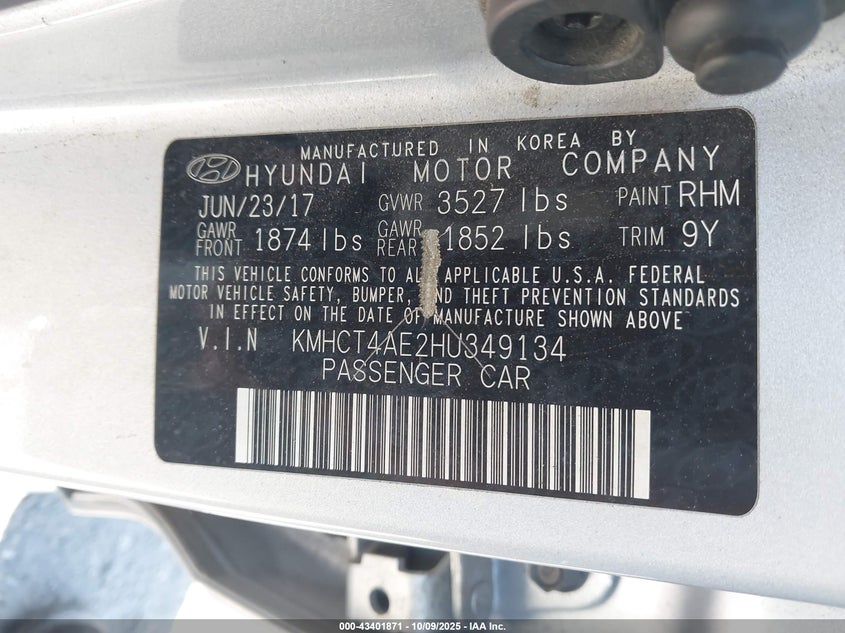 MANUFACTURED IN KOREA BY
HYUNDAI MOTOR COMPANY
JUN/23/17 GVWR 3527 lbs PAINT RHM
GAWR FRONT 1874 lbs GAWR REAR 1852 lbs TRIM 9Y
THIS VEHICLE CONFORMS TO ALL APPLICABLE U.S.A. FEDERAL
MOTOR VEHICLE SAFETY, BUMPER, AND THEFT PREVENTION STANDARDS
IN EFFECT ON THE DATE OF MANUFACTURE SHOWN ABOVE
V.I.N KMHCT4AE2HU349134
PASSENGER CAR
000-43401871 - 10/09/2025 - IAA Inc.